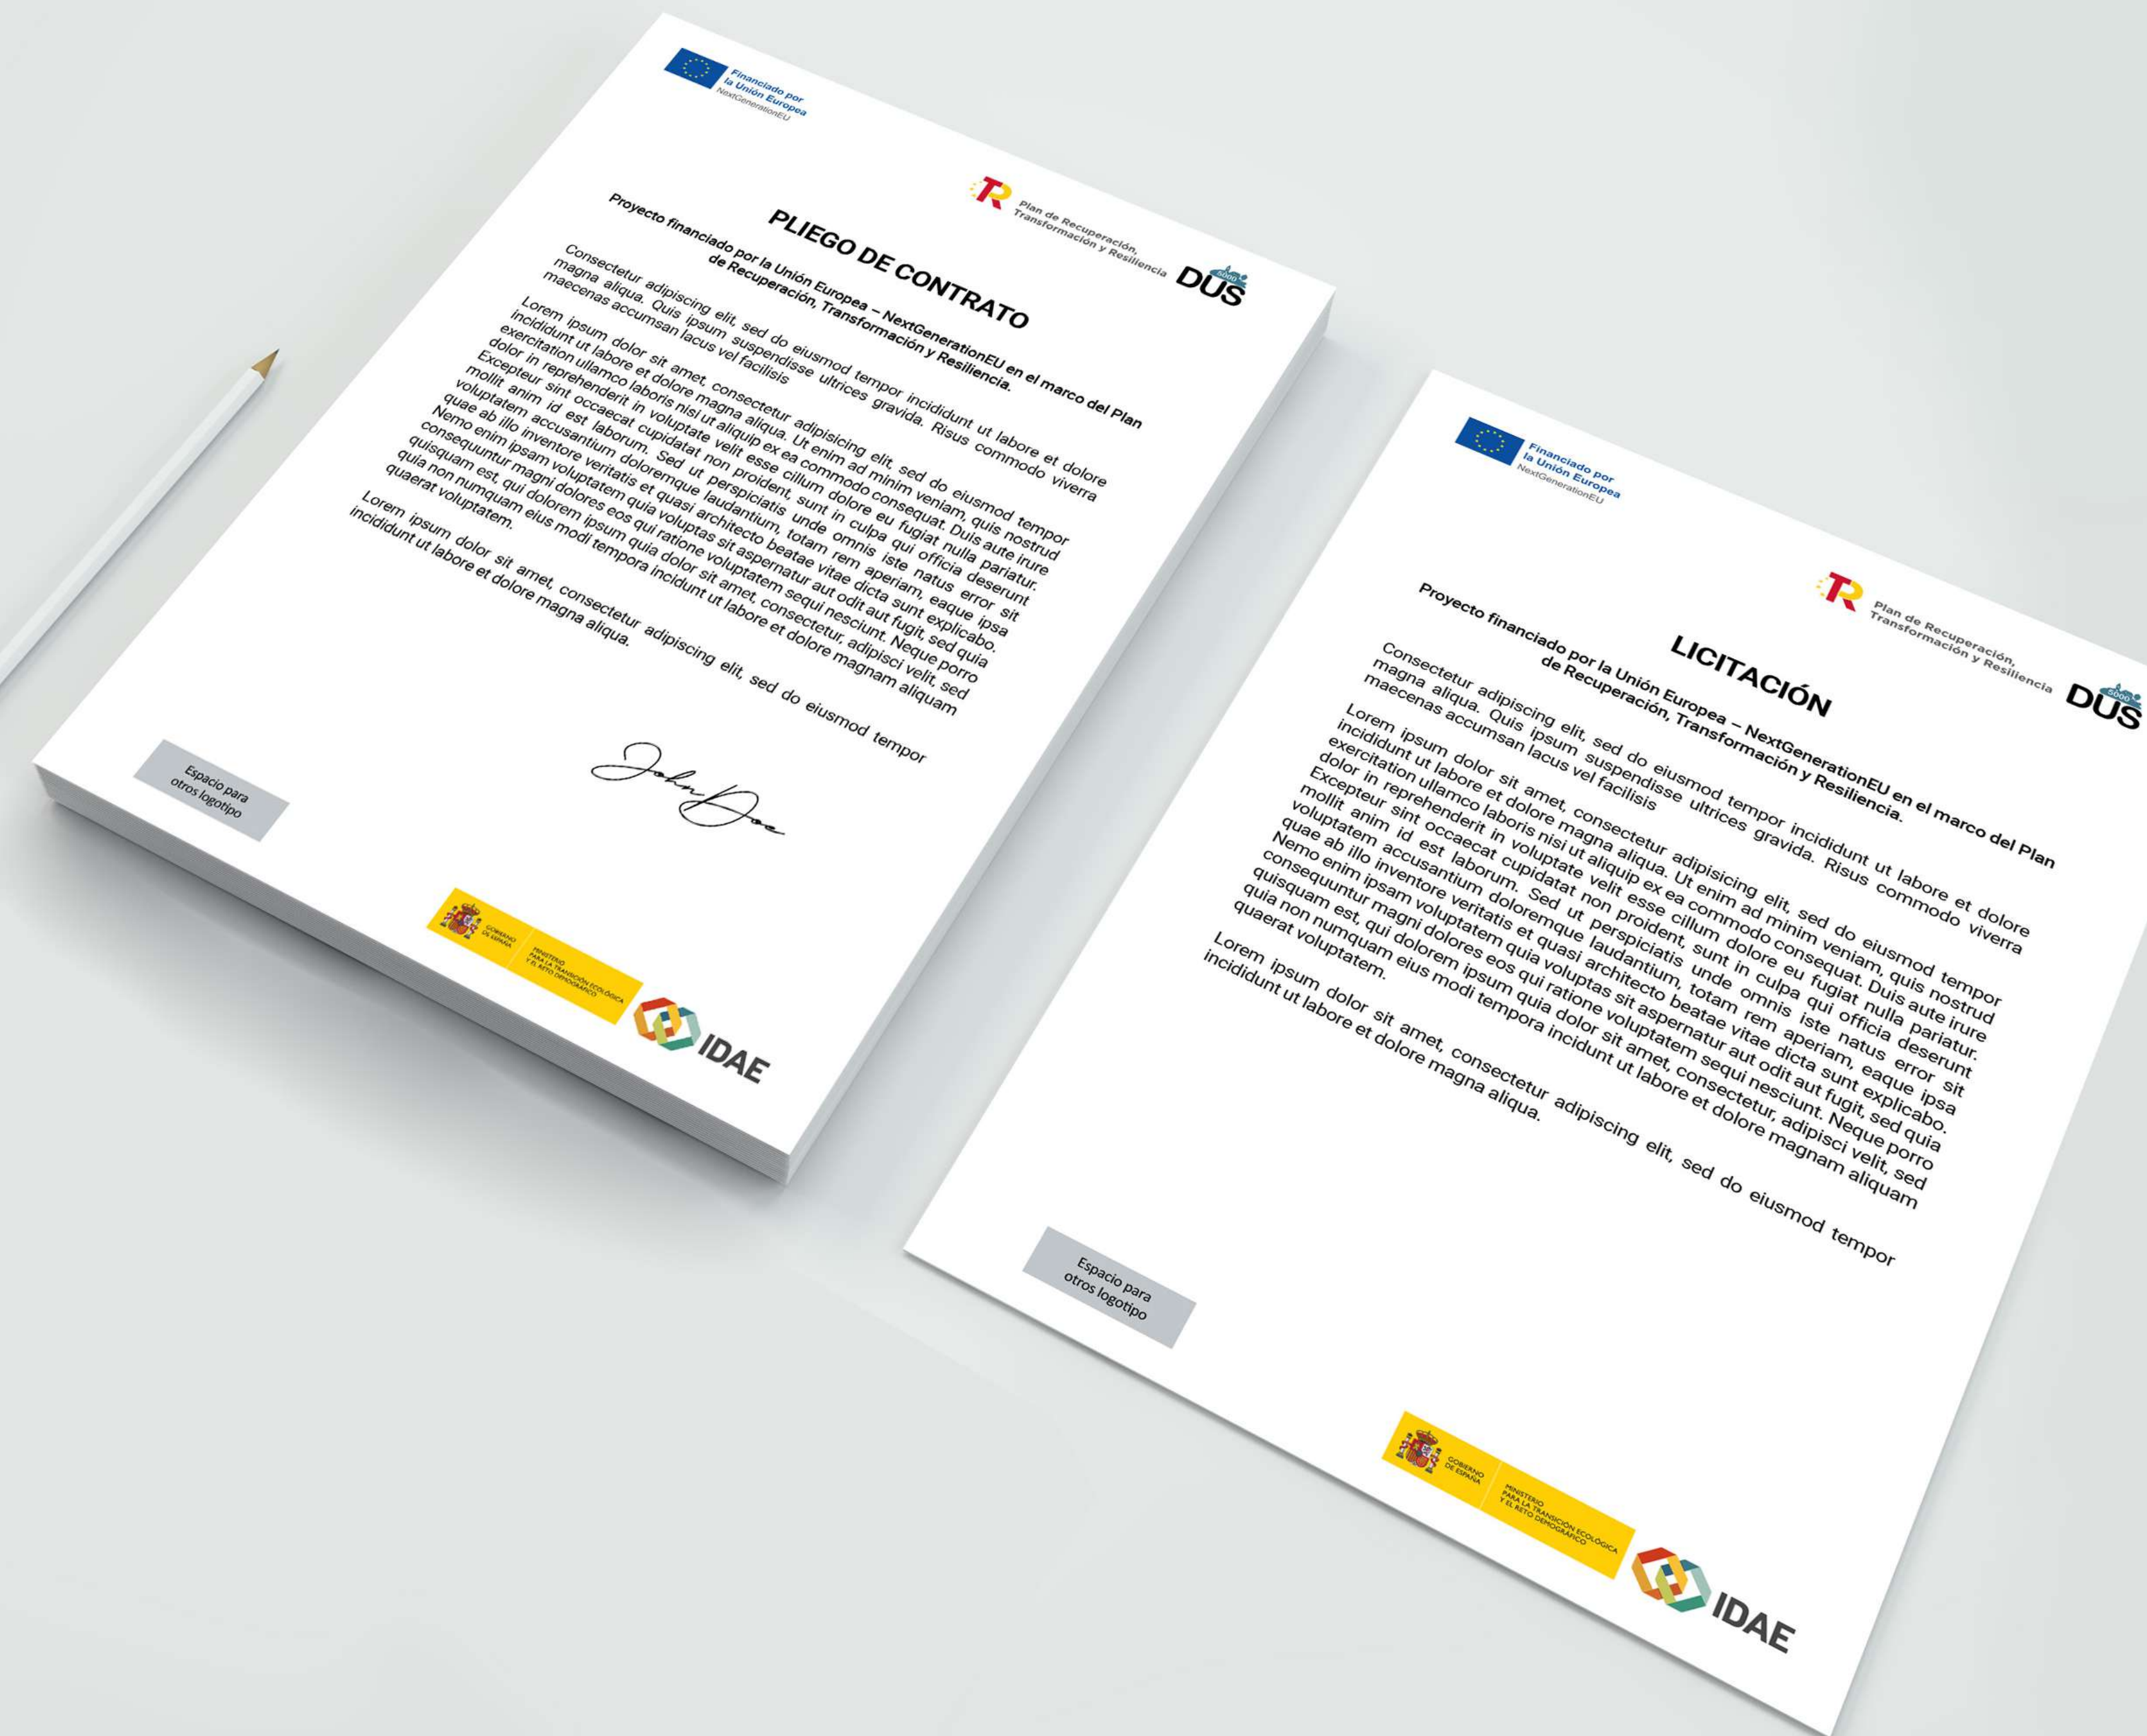 Financiado por
la Unión Europea
NextGenerationEU
Plan de Recuperación,
Transformación y Resiliencia
5000
DUS
PLIEGO DE CONTRATO
Proyecto financiado por la Unión Europea – NextGenerationEU en el marco del Plan
de Recuperación, Transformación y Resiliencia.
Consectetur adipiscing elit, sed do eiusmod tempor incididunt ut labore et dolore
magna aliqua. Quis ipsum suspendisse ultrices gravida. Risus commodo viverra
maecenas accumsan lacus vel facilisis
Lorem ipsum dolor sit amet, consectetur adipisicing elit, sed do eiusmod tempor
incididunt ut labore et dolore magna aliqua. Ut enim ad minim veniam, quis nostrud
exercitation ullamco laboris nisi ut aliquip ex ea commodo consequat. Duis aute irure
dolor in reprehenderit in voluptate velit esse cillum dolore eu fugiat nulla pariatur.
Excepteur sint occaecat cupidatat non proident, sunt in culpa qui officia deserunt
mollit anim id est laborum. Sed ut perspiciatis unde omnis iste natus error sit
voluptatem accusantium doloremque laudantium, totam rem aperiam, eaque ipsa
quae ab illo inventore veritatis et quasi architecto beatae vitae dicta sunt explicabo.
Nemo enim ipsam voluptatem quia voluptas sit aspernatur aut odit aut fugit, sed quia
consequuntur magni dolores eos qui ratione voluptatem sequi nesciunt. Neque porro
quisquam est, qui dolorem ipsum quia dolor sit amet, consectetur, adipisci velit, sed
quia non numquam eius modi tempora incidunt ut labore et dolore magnam aliquam
quaerat voluptatem.
Lorem ipsum dolor sit amet, consectetur adipiscing elit, sed do eiusmod tempor
incididunt ut labore et dolore magna aliqua.
John Doe
Espacio para
otros logotipo
GOBIERNO
DE ESPAÑA
MINISTERIO
PARA LA TRANSICIÓN ECOLÓGICA
Y EL RETO DEMOGRÁFICO
IDAE
Financiado por
la Unión Europea
NextGenerationEU
Plan de Recuperación,
Transformación y Resiliencia
5000
DUS
LICITACIÓN
Proyecto financiado por la Unión Europea – NextGenerationEU en el marco del Plan
de Recuperación, Transformación y Resiliencia.
Consectetur adipiscing elit, sed do eiusmod tempor incididunt ut labore et dolore
magna aliqua. Quis ipsum suspendisse ultrices gravida. Risus commodo viverra
maecenas accumsan lacus vel facilisis
Lorem ipsum dolor sit amet, consectetur adipisicing elit, sed do eiusmod tempor
incididunt ut labore et dolore magna aliqua. Ut enim ad minim veniam, quis nostrud
exercitation ullamco laboris nisi ut aliquip ex ea commodo consequat. Duis aute irure
dolor in reprehenderit in voluptate velit esse cillum dolore eu fugiat nulla pariatur.
Excepteur sint occaecat cupidatat non proident, sunt in culpa qui officia deserunt
mollit anim id est laborum. Sed ut perspiciatis unde omnis iste natus error sit
voluptatem accusantium doloremque laudantium, totam rem aperiam, eaque ipsa
quae ab illo inventore veritatis et quasi architecto beatae vitae dicta sunt explicabo.
Nemo enim ipsam voluptatem quia voluptas sit aspernatur aut odit aut fugit, sed quia
consequuntur magni dolores eos qui ratione voluptatem sequi nesciunt. Neque porro
quisquam est, qui dolorem ipsum quia dolor sit amet, consectetur, adipisci velit, sed
quia non numquam eius modi tempora incidunt ut labore et dolore magnam aliquam
quaerat voluptatem.
Lorem ipsum dolor sit amet, consectetur adipiscing elit, sed do eiusmod tempor
incididunt ut labore et dolore magna aliqua.
Espacio para
otros logotipo
GOBIERNO
DE ESPAÑA
MINISTERIO
PARA LA TRANSICIÓN ECOLÓGICA
Y EL RETO DEMOGRÁFICO
IDAE